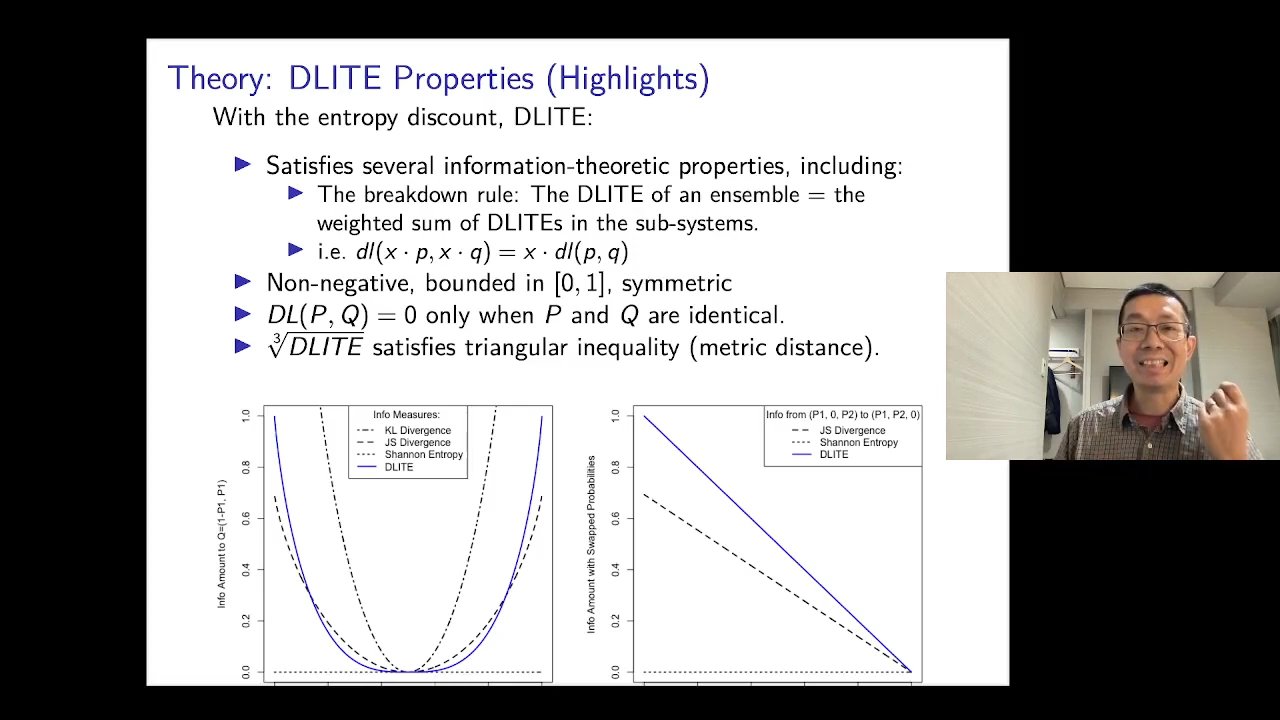 Theory: DLITE Properties (Highlights)
With the entropy discount, DLITE:
Satisfies several information-theoretic properties, including:
The breakdown rule: The DLITE of an ensemble = the
weighted sum of DLITEs in the sub-systems.
i.e. dl(x · p, x · q) = x · dl(p, q)
Non-negative, bounded in [0, 1], symmetric
DL(P, Q) = 0 only when P and Q are identical.
∛DLITE satisfies triangular inequality (metric distance).
Info Amount to Q=(1-P1, P1)
1.0
0.8
0.6
0.4
0.2
0.0
Info Measures:
KL Divergence
JS Divergence
Shannon Entropy
DLITE
Info Amount with Swapped Probabilities
1.0
0.8
0.6
0.4
0.2
0.0
Info from (P1, 0, P2) to (P1, P2, 0)
JS Divergence
Shannon Entropy
DLITE